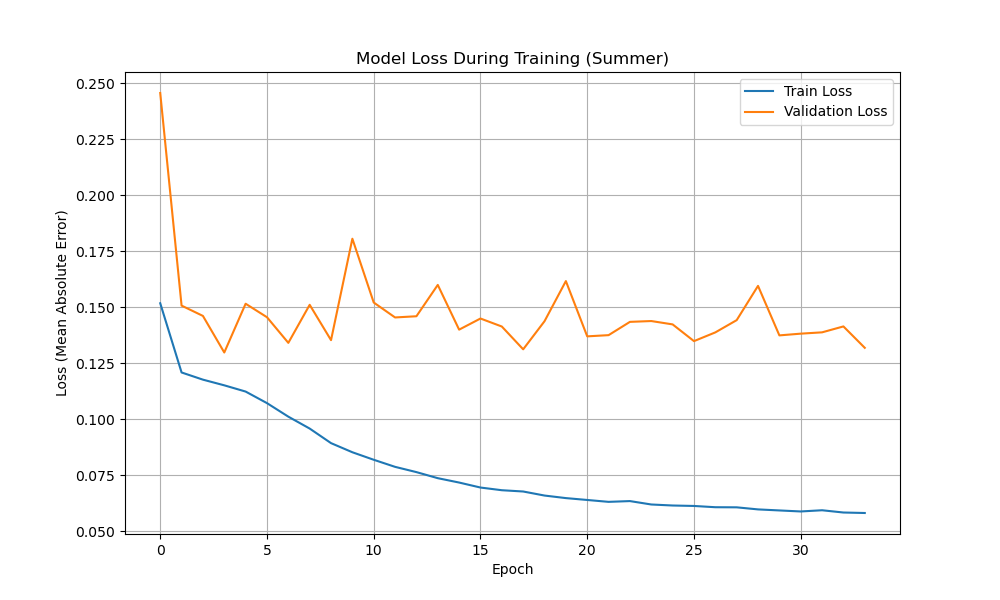 Model Loss During Training (Summer)
Train Loss
Validation Loss
Loss (Mean Absolute Error)
0.250
0.225
0.200
0.175
0.150
0.125
0.100
0.075
0.050
0 5 10 15 20 25 30
Epoch